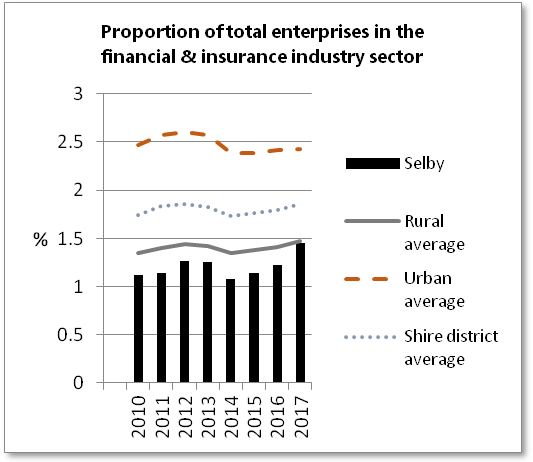 Proportion of total enterprises in the
financial & insurance industry sector
3
2.5
2
1.5
1
0.5
0
%
2010
2011
2012
2013
2014
2015
2016
2017
Selby
Rural
average
Urban
average
Shire district
average